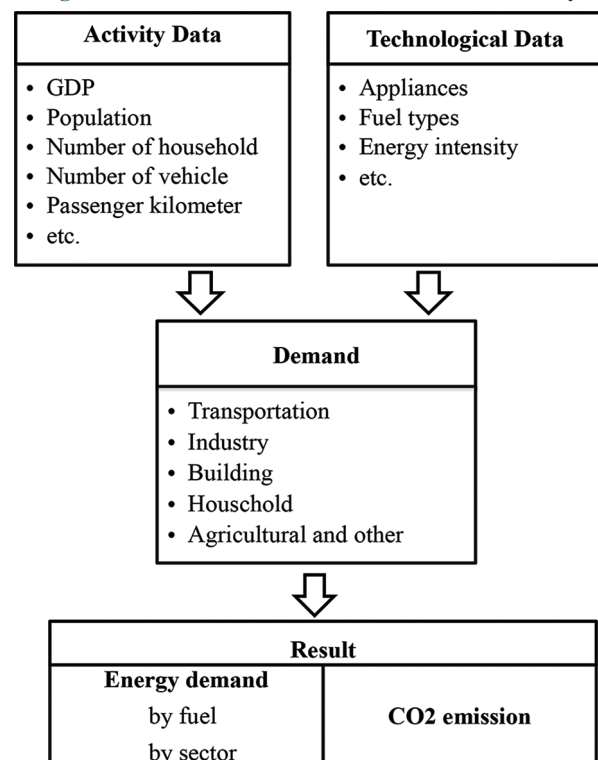 Activity Data
• GDP
• Population
• Number of household
• Number of vehicle
• Passenger kilometer
• etc.
Technological Data
• Appliances
• Fuel types
• Energy intensity
• etc.
Demand
• Transportation
• Industry
• Building
• Household
• Agricultural and other
Result
Energy demand
by fuel
by sector
CO2 emission